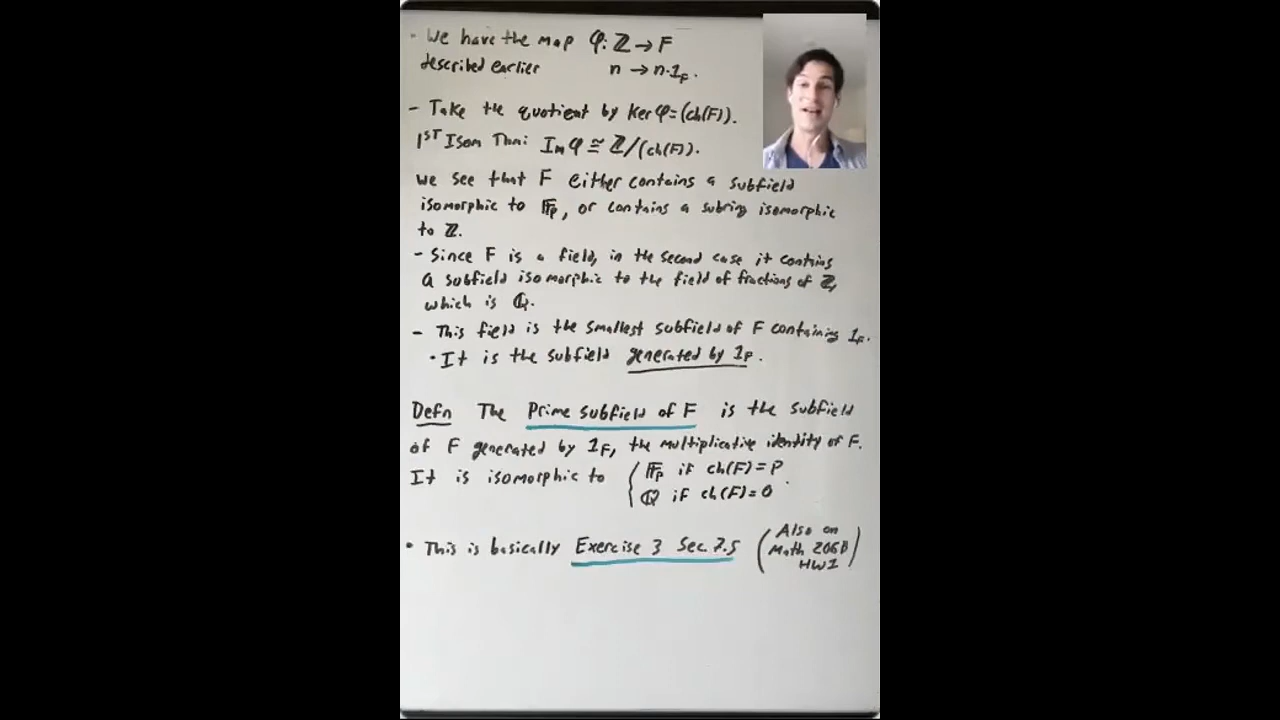 · We have the map φ: ℤ → F
described earlier n → n·1_F.
- Take the quotient by Ker φ = (ch(F)).
1ST Isom Thm: Im φ ≅ ℤ/(ch(F)).
We see that F either contains a subfield
isomorphic to 𝔽_p, or contains a subring isomorphic
to ℤ.
- Since F is a field, in the second case it contains
a subfield isomorphic to the field of fractions of ℤ,
which is ℚ.
- This field is the smallest subfield of F containing 1_F.
· It is the subfield generated by 1_F.
Defn The Prime subfield of F is the subfield
of F generated by 1_F, the multiplicative identity of F.
It is isomorphic to { 𝔽_p if ch(F)=p
ℚ if ch(F)=0 .
· This is basically Exercise 3 Sec. 7.5
(Also on
Math 206B
HW1)